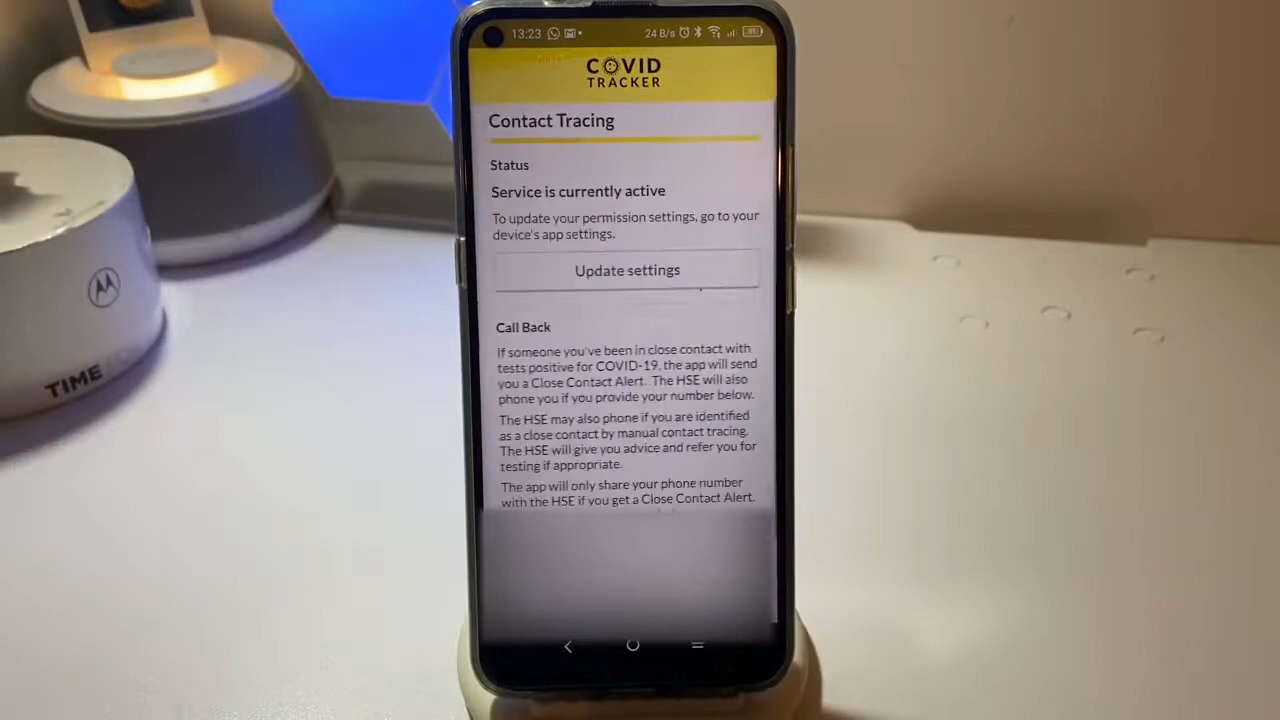 13:23
24 B/s
COVID
TRACKER
Contact Tracing
Status
Service is currently active
To update your permission settings, go to your
device's app settings.
Update settings
Call Back
If someone you've been in close contact with
tests positive for COVID-19, the app will send
you a Close Contact Alert. The HSE will also
phone you if you provide your number below.
The HSE may also phone if you are identified
as a close contact by manual contact tracing.
The HSE will give you advice and refer you for
testing if appropriate.
The app will only share your phone number
with the HSE if you get a Close Contact Alert.
TIME